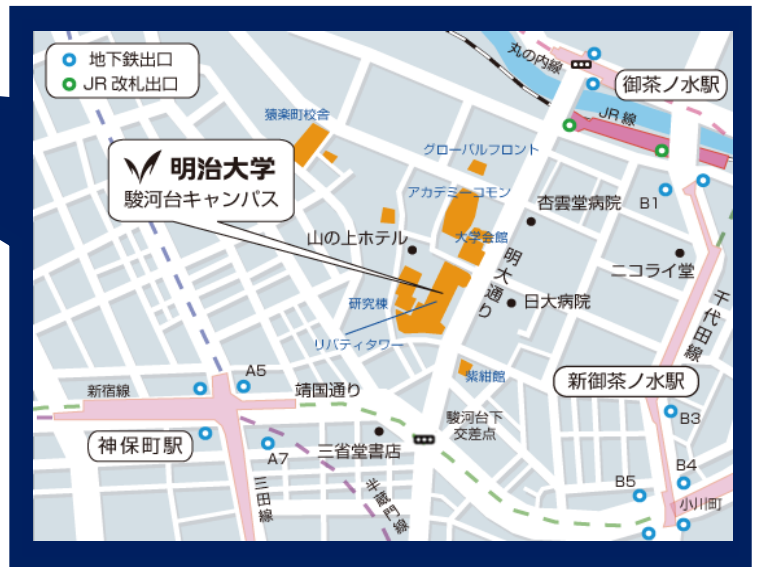 地下鉄出口
JR 改札出口
丸の内線
御茶ノ水駅
JR 線
猿楽町校舎
グローバルフロント
明治大学
駿河台キャンパス
アカデミーコモン
杏雲堂病院
B1
山の上ホテル
大学会館
明大通り
ニコライ堂
研究棟
日大病院
千代田線
リバティタワー
紫紺館
新御茶ノ水駅
A5
新宿線
靖国通り
駿河台下
交差点
B3
神保町駅
A7
三省堂書店
三田線
半蔵門線
B4
B5
小川町